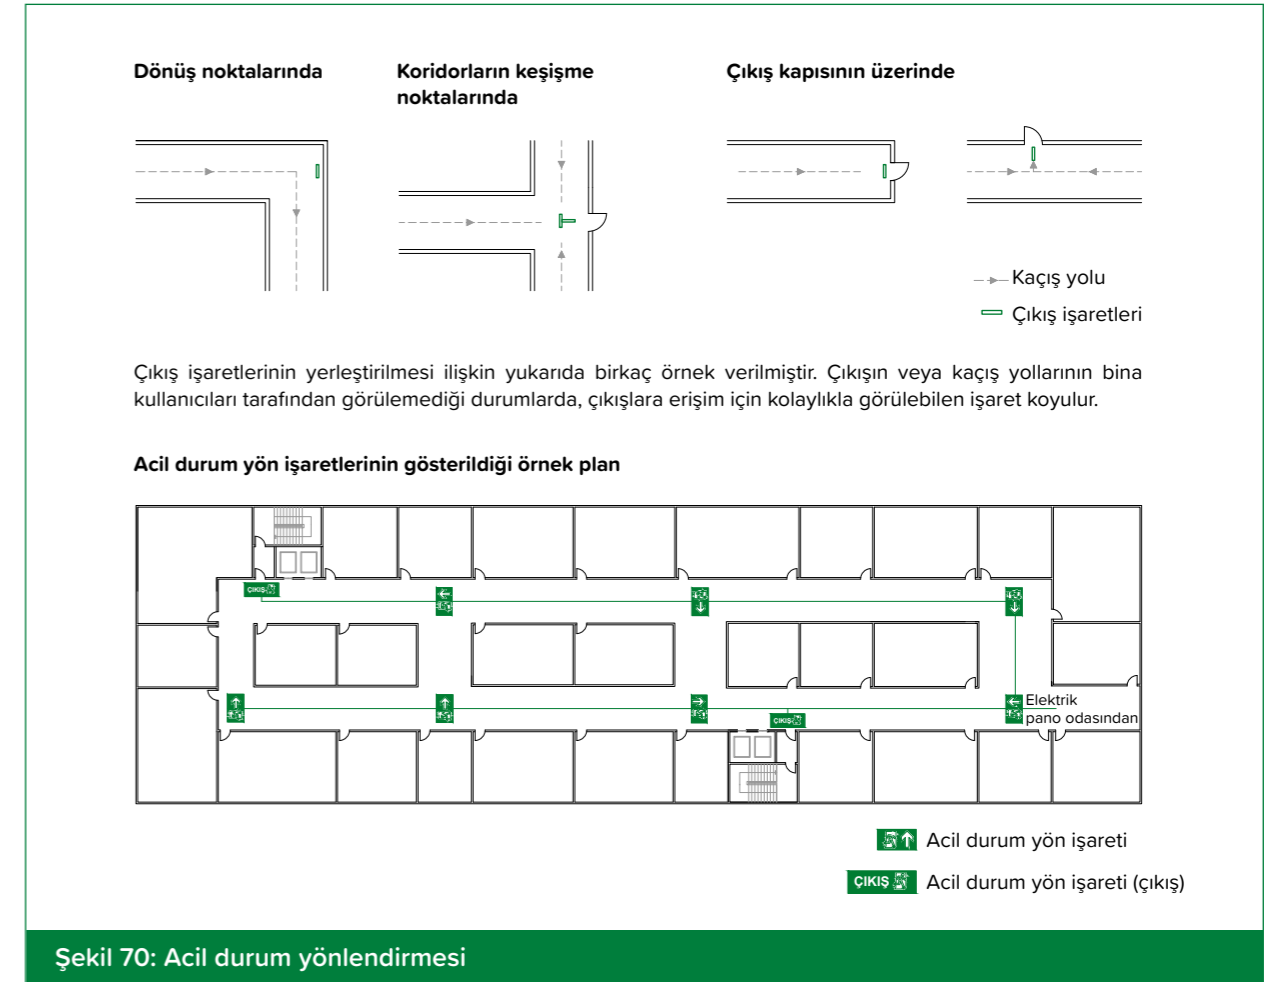 Dönüş noktalarında
Koridorların keşişme
noktalarında
Çıkış kapısının üzerinde
Kaçış yolu
Çıkış işaretleri
Çıkış işaretlerinin yerleştirilmesi ilişkin yukarıda birkaç örnek verilmiştir. Çıkışın veya kaçış yollarının bina
kullanıcıları tarafından görülemediği durumlarda, çıkışlara erişim için kolaylıkla görülebilen işaret koyulur.
Acil durum yön işaretlerinin gösterildiği örnek plan
ÇIKIŞ
Elektrik
pano odasından
ÇIKIŞ
Acil durum yön işareti
ÇIKIŞ
Acil durum yön işareti (çıkış)
Şekil 70: Acil durum yönlendirmesi